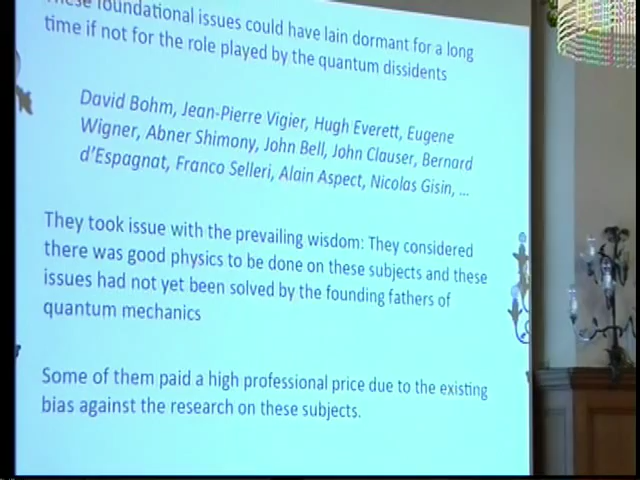 These foundational issues could have lain dormant for a long
time if not for the role played by the quantum dissidents
David Bohm, Jean-Pierre Vigier, Hugh Everett, Eugene
Wigner, Abner Shimony, John Bell, John Clauser, Bernard
d'Espagnat, Franco Selleri, Alain Aspect, Nicolas Gisin, ...
They took issue with the prevailing wisdom: They considered
there was good physics to be done on these subjects and these
issues had not yet been solved by the founding fathers of
quantum mechanics
Some of them paid a high professional price due to the existing
bias against the research on these subjects.